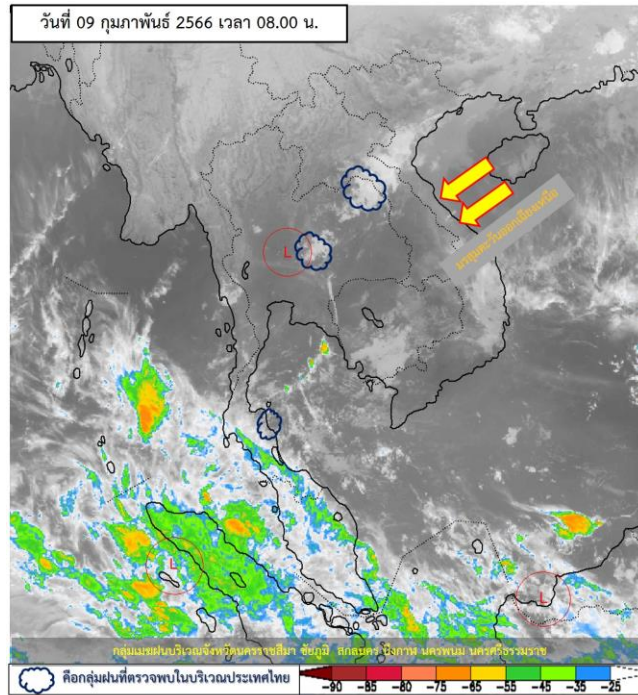 วันที่ 09 กุมภาพันธ์ 2566 เวลา 08.00 น.
มรสุมตะวันออกเฉียงเหนือ
L
L
L
กลุ่มเมฆฝนบริเวณจังหวัดนครราชสีมา ชัยภูมิ สกลนคร บึงกาฬ นครพนม นครศรีธรรมราช
คือกลุ่มฝนที่ตรวจพบในบริเวณประเทศไทย
-90 -85 -80 -75 -65 -55 -45 -35 -25